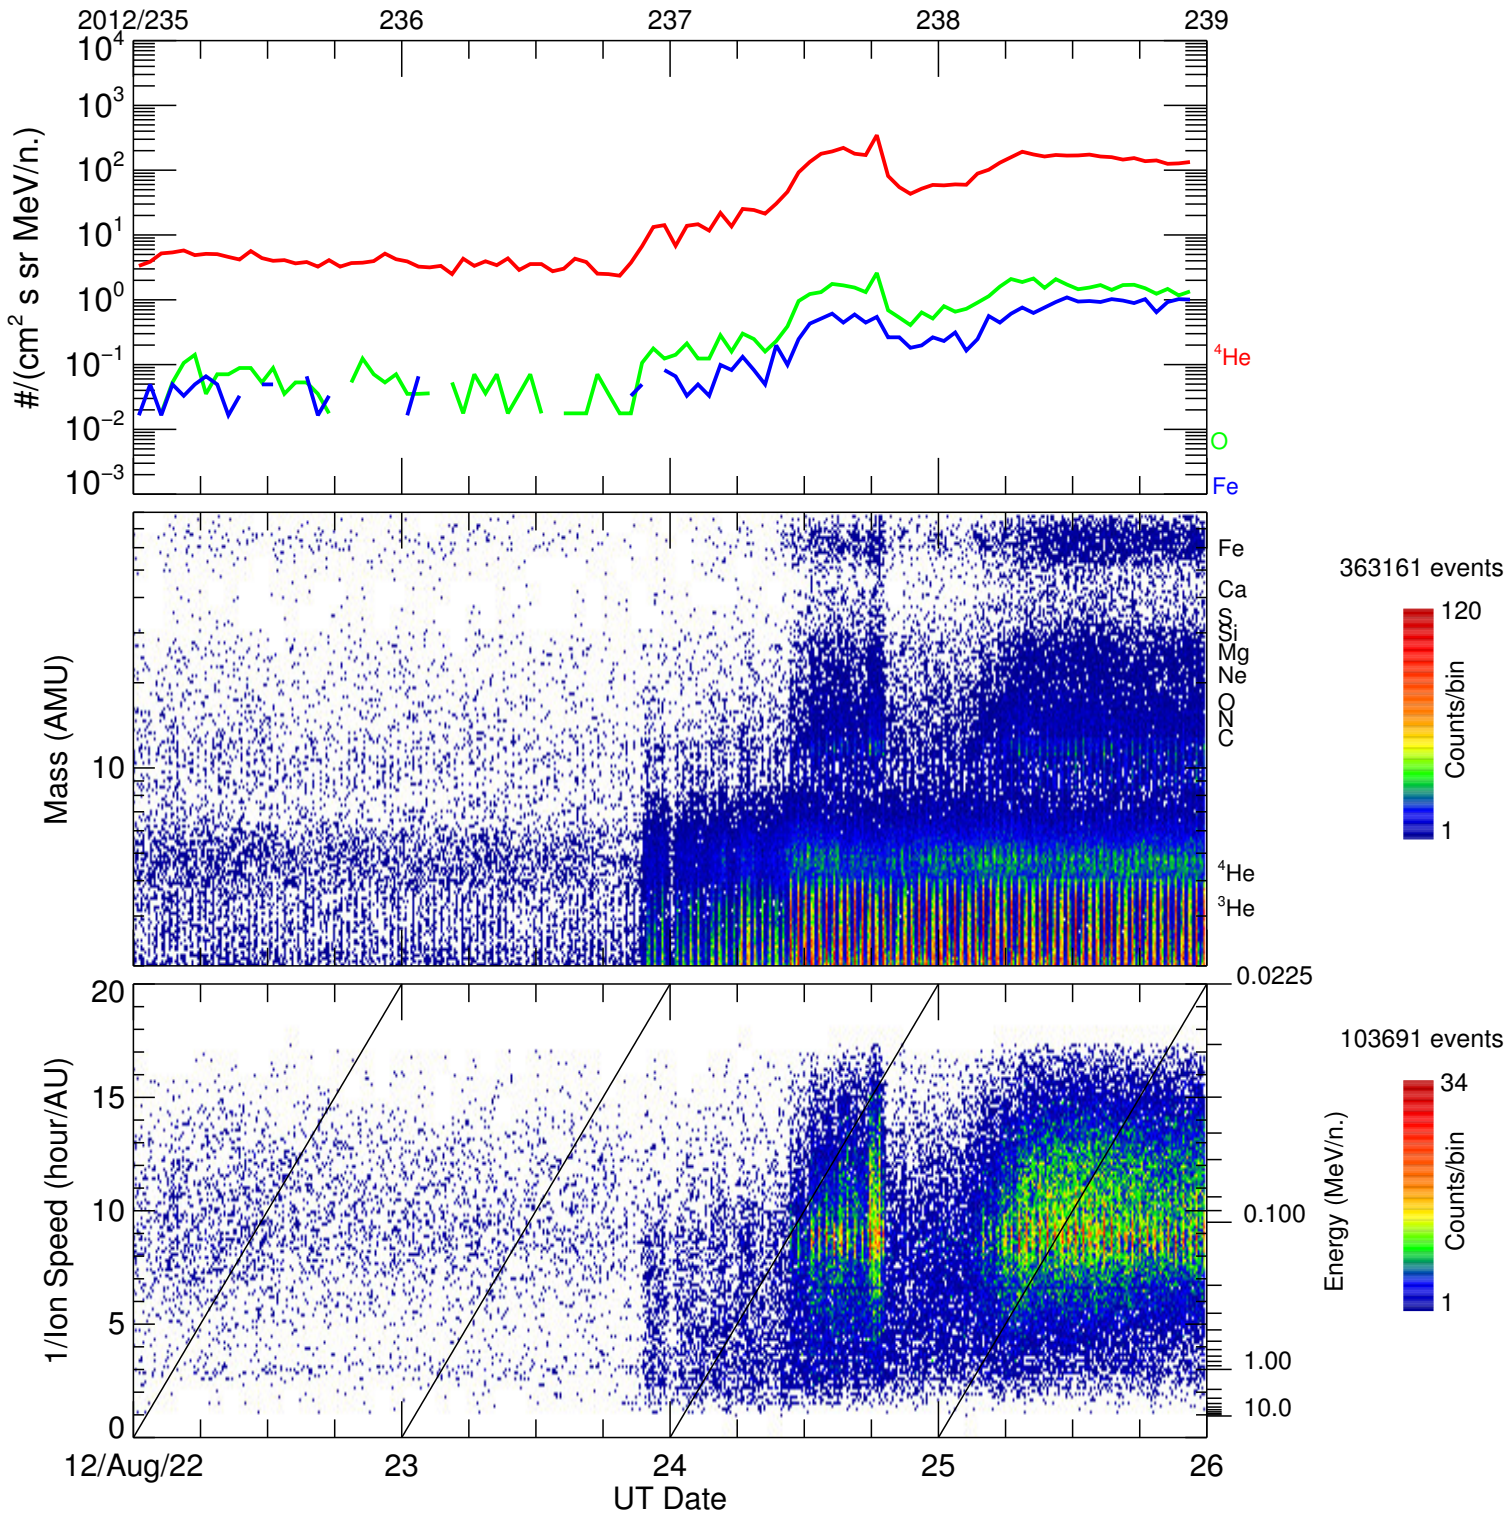 2012/235 236 237 238 239
10^4
10^3
10^2
10^1
10^0
10^-1
10^-2
10^-3
#/(cm^2 s sr MeV/n.)
^4He
O
Fe
Mass (AMU)
10
Fe
Ca
S
Si
Mg
Ne
O
N
C
^4He
^3He
363161 events
120
Counts/bin
1
20
15
10
5
0
1/Ion Speed (hour/AU)
0.0225
0.100
1.00
10.0
Energy (MeV/n.)
103691 events
34
Counts/bin
1
12/Aug/22 23 24 25 26
UT Date